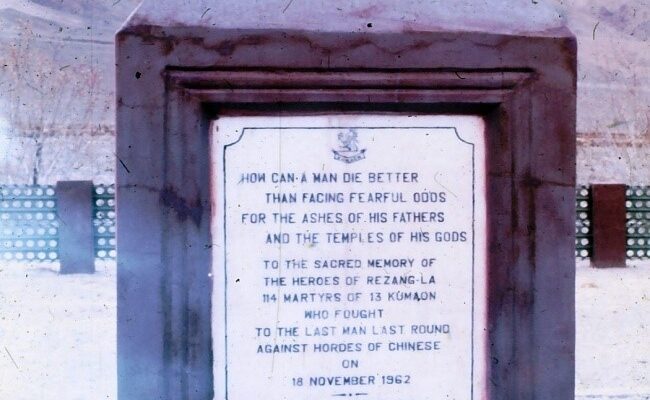 HOW CAN A MAN DIE BETTER
THAN FACING FEARFUL ODDS
FOR THE ASHES OF HIS FATHERS
AND THE TEMPLES OF HIS GODS
TO THE SACRED MEMORY OF
THE HEROES OF REZANG-LA
114 MARTYRS OF 13 KUMAON
WHO FOUGHT
TO THE LAST MAN LAST ROUND
AGAINST HORDES OF CHINESE
ON
18 NOVEMBER 1962